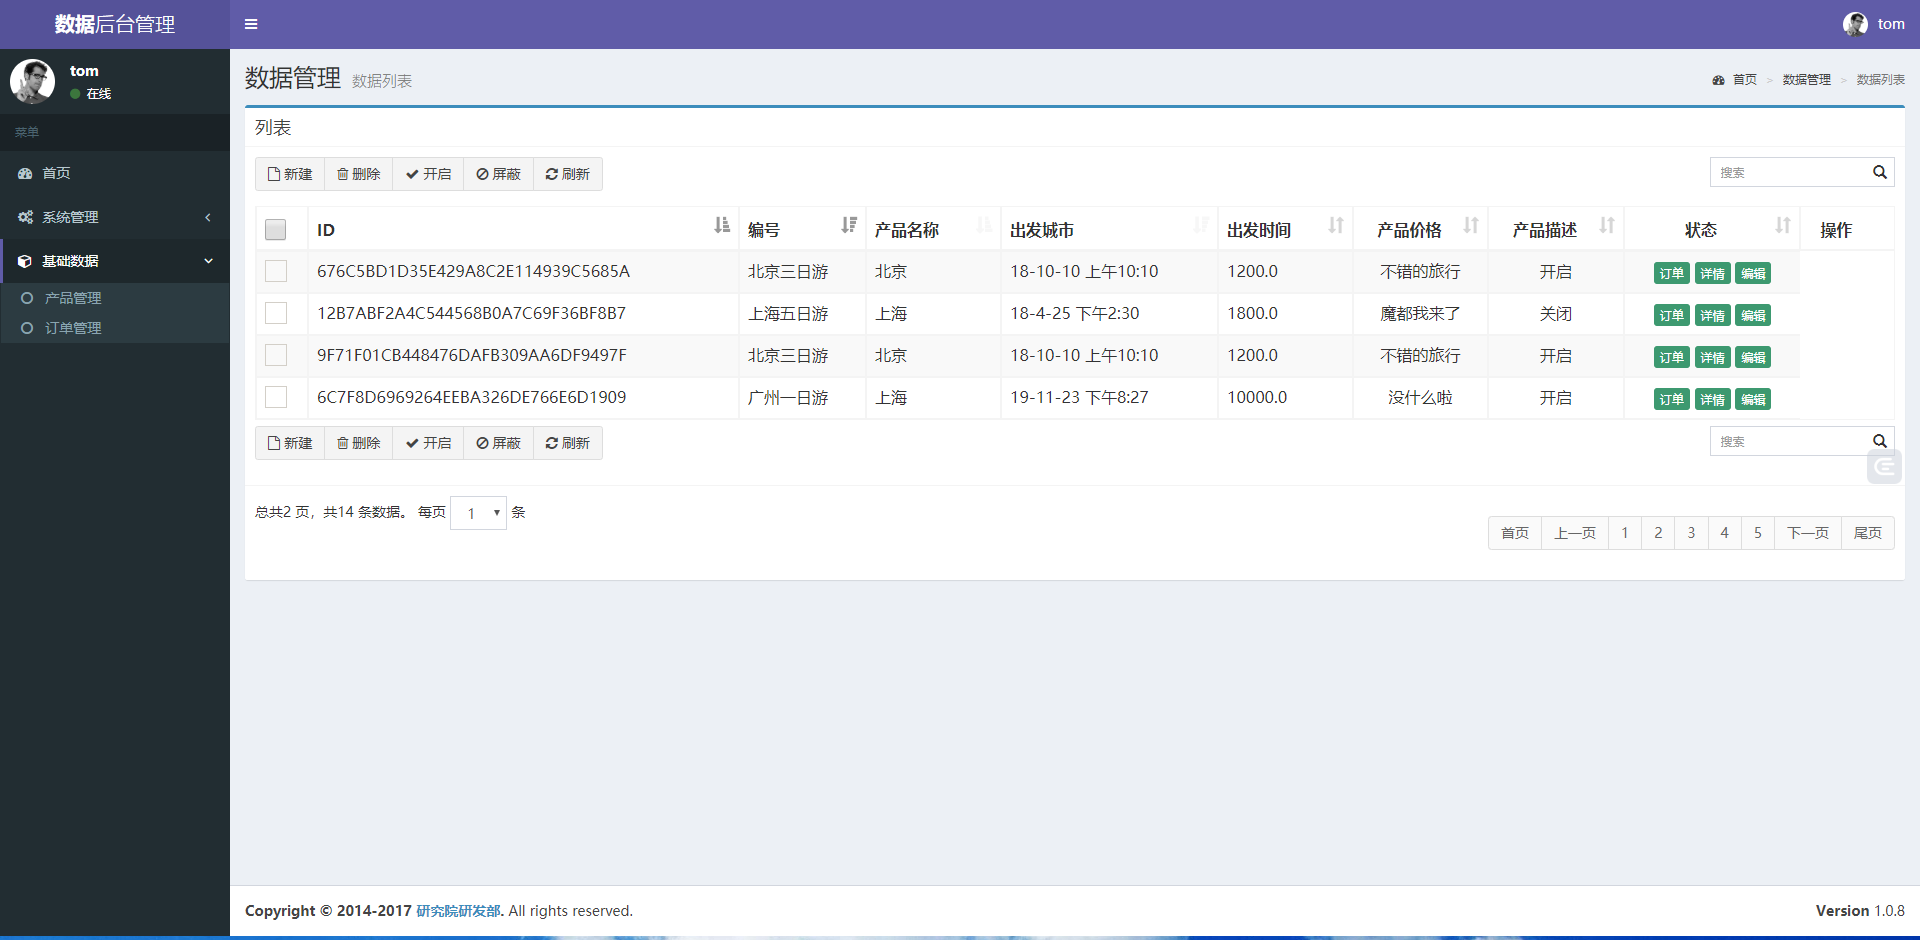 数据后台管理
tom
tom
在线
菜单
首页
系统管理
基础数据
产品管理
订单管理
数据管理 数据列表
首页 > 数据管理 > 数据列表
列表
新建 删除 开启 屏蔽 刷新
搜索
ID 编号 产品名称 出发城市 出发时间 产品价格 产品描述 状态 操作
676C5BD1D35E429A8C2E114939C5685A 北京三日游 北京 18-10-10 上午10:10 1200.0 不错的旅行 开启 订单 详情 编辑
12B7ABF2A4C544568B0A7C69F36BF8B7 上海五日游 上海 18-4-25 下午2:30 1800.0 魔都我来了 关闭 订单 详情 编辑
9F71F01CB448476DAFB309AA6DF9497F 北京三日游 北京 18-10-10 上午10:10 1200.0 不错的旅行 开启 订单 详情 编辑
6C7F8D6969264EEBA326DE766E6D1909 广州一日游 上海 19-11-23 下午8:27 10000.0 没什么啦 开启 订单 详情 编辑
新建 删除 开启 屏蔽 刷新
搜索
总共2 页，共14 条数据。 每页 1 条
首页 上一页 1 2 3 4 5 下一页 尾页
Copyright © 2014-2017 研究院研发部. All rights reserved.
Version 1.0.8